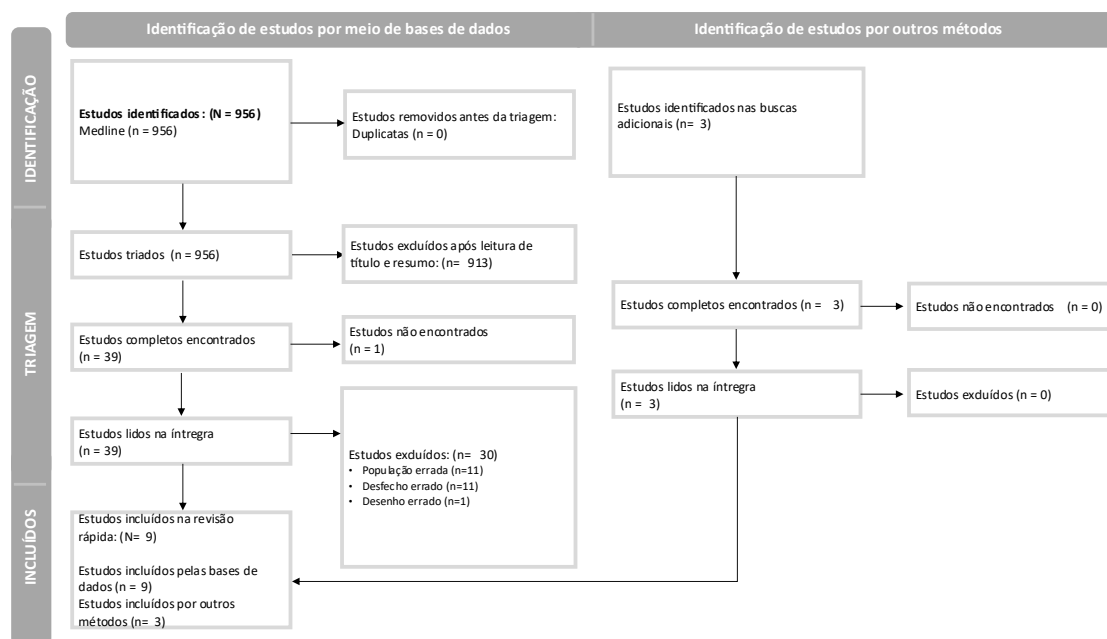 Identificação de estudos por meio de bases de dados
Identificação de estudos por outros métodos
IDENTIFICAÇÃO
Estudos identificados : (N = 956)
Medline (n = 956)
Estudos removidos antes da triagem:
Duplicatas (n = 0)
Estudos identificados nas buscas
adicionais (n= 3)
TRIAGEM
Estudos triados (n = 956)
Estudos excluídos após leitura de
título e resumo: (n= 913)
Estudos completos encontrados
(n = 39)
Estudos não encontrados
(n = 1)
Estudos completos encontrados (n = 3)
Estudos não encontrados (n = 0)
Estudos lidos na íntregra
(n = 39)
Estudos excluídos: (n= 30)
• População errada (n=11)
• Desfecho errado (n=11)
• Desenho errado (n=1)
Estudos lidos na íntregra
(n = 3)
Estudos excluídos (n = 0)
INCLUÍDOS
Estudos incluídos na revisão
rápida: (N= 9)
Estudos incluídos pelas bases de
dados (n = 9)
Estudos incluídos por outros
métodos (n= 3)